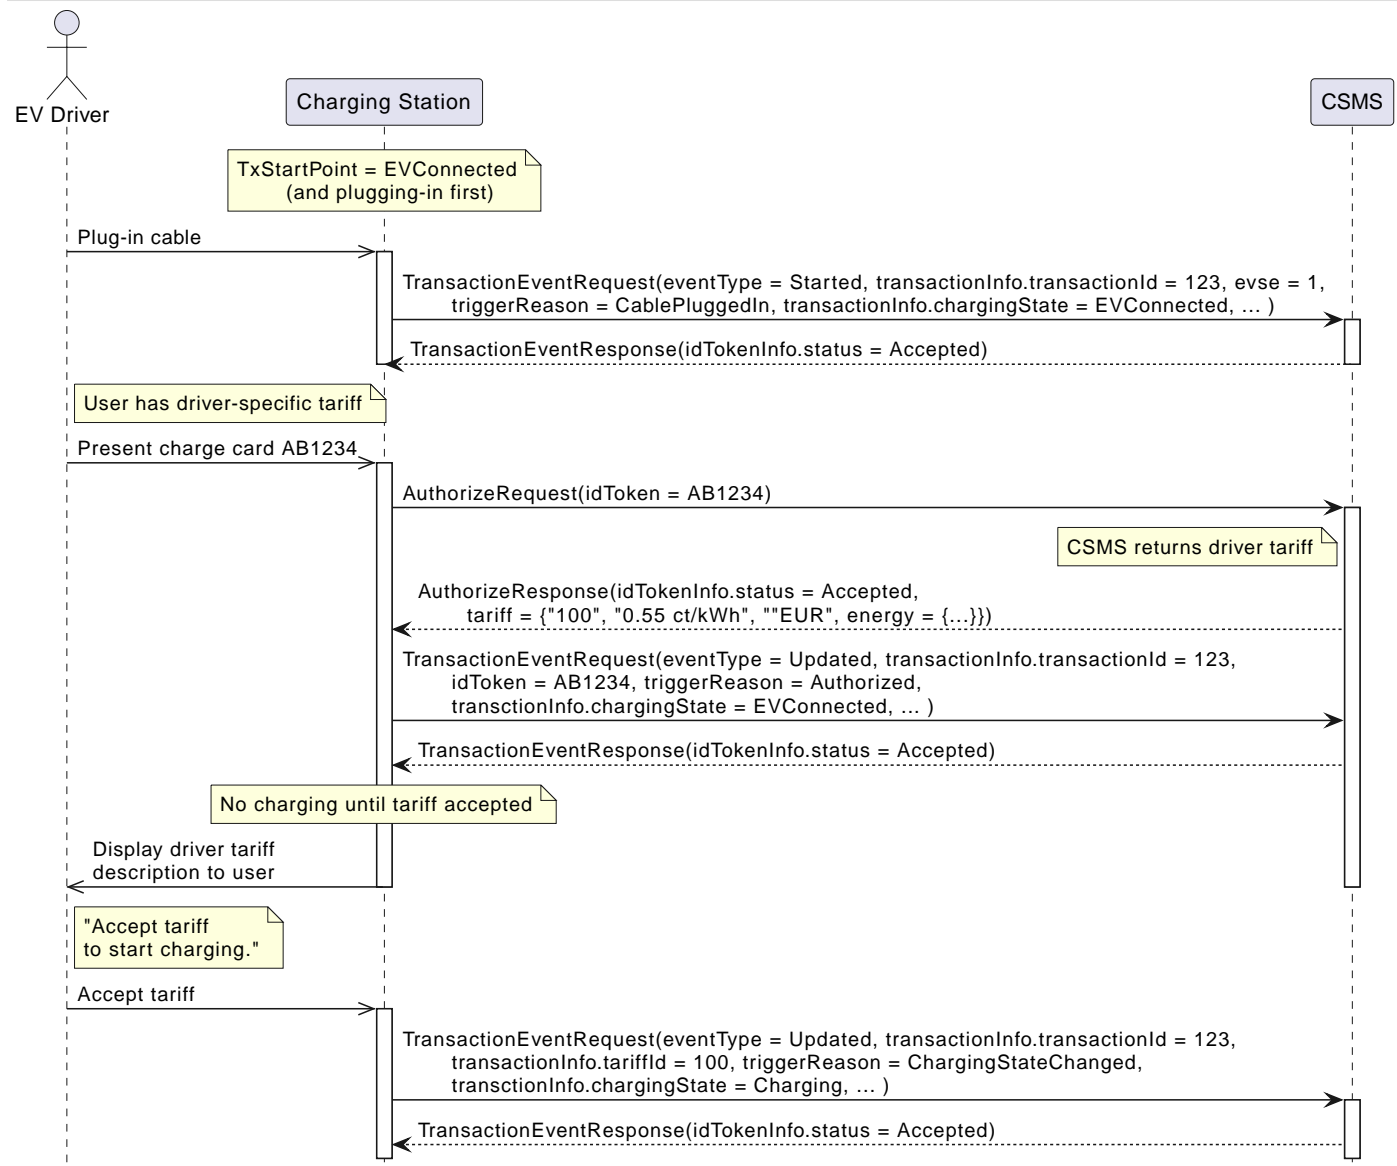 EV Driver
Charging Station
CSMS
TxStartPoint = EVConnected
(and plugging-in first)
Plug-in cable
TransactionEventRequest(eventType = Started, transactionInfo.transactionId = 123, evse = 1,
triggerReason = CablePluggedIn, transactionInfo.chargingState = EVConnected, ... )
TransactionEventResponse(idTokenInfo.status = Accepted)
User has driver-specific tariff
Present charge card AB1234
AuthorizeRequest(idToken = AB1234)
CSMS returns driver tariff
AuthorizeResponse(idTokenInfo.status = Accepted,
tariff = {"100", "0.55 ct/kWh", ""EUR", energy = {...}})
TransactionEventRequest(eventType = Updated, transactionInfo.transactionId = 123,
idToken = AB1234, triggerReason = Authorized,
transctionInfo.chargingState = EVConnected, ... )
TransactionEventResponse(idTokenInfo.status = Accepted)
No charging until tariff accepted
Display driver tariff
description to user
"Accept tariff
to start charging."
Accept tariff
TransactionEventRequest(eventType = Updated, transactionInfo.transactionId = 123,
transactionInfo.tariffId = 100, triggerReason = ChargingStateChanged,
transctionInfo.chargingState = Charging, ... )
TransactionEventResponse(idTokenInfo.status = Accepted)